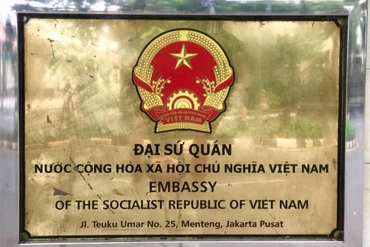 VIỆT NAM
ĐẠI SỨ QUÁN
NƯỚC CỘNG HÒA XÃ HỘI CHỦ NGHĨA VIỆT NAM
EMBASSY
OF THE SOCIALIST REPUBLIC OF VIET NAM
Jl. Teuku Umar No. 25, Menteng, Jakarta Pusat